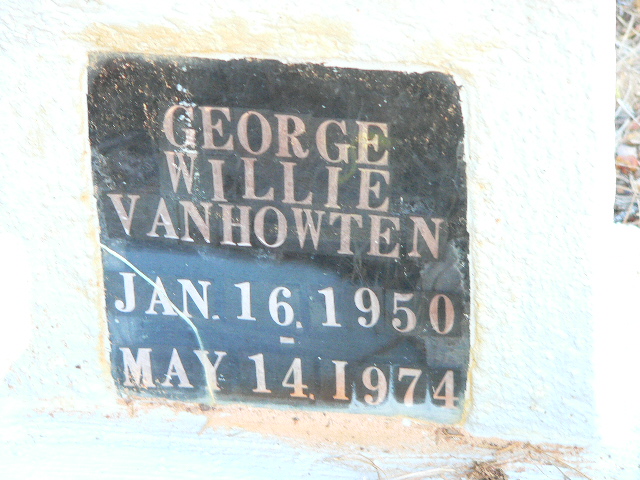 GEORGE
WILLIE
VANHOWTEN
JAN. 16. 1950
-
MAY 14. 1974